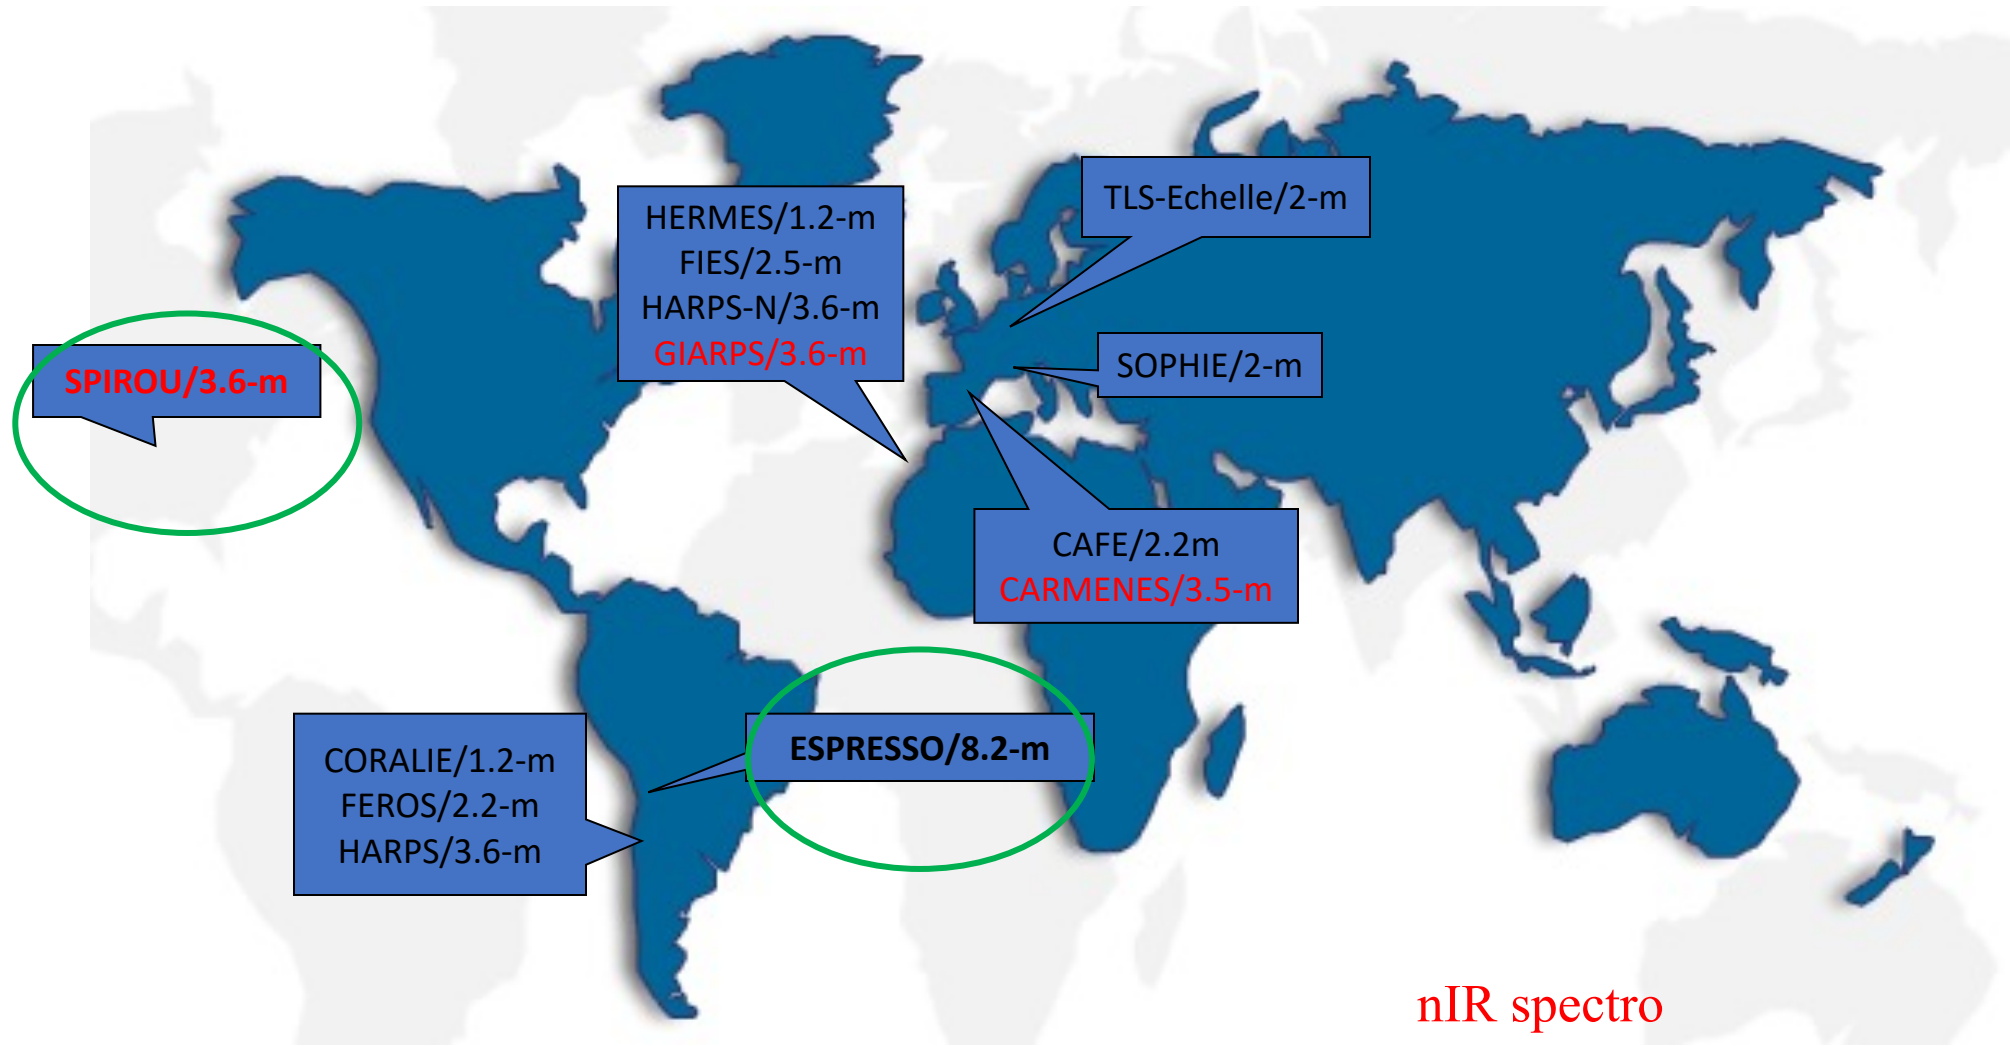 TLS-Echelle/2-m
HERMES/1.2-m
FIES/2.5-m
HARPS-N/3.6-m
GIARPS/3.6-m
SPIROU/3.6-m
SOPHIE/2-m
CAFE/2.2m
CARMENES/3.5-m
ESPRESSO/8.2-m
CORALIE/1.2-m
FEROS/2.2-m
HARPS/3.6-m
nIR spectro